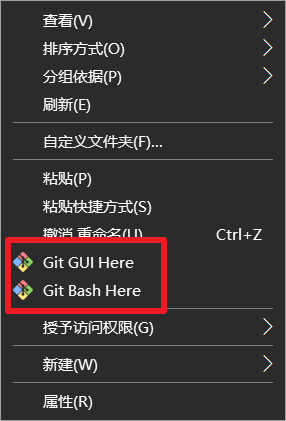 查看(V)
排序方式(O)
分组依据(P)
刷新(E)
自定义文件夹(F)...
粘贴(P)
粘贴快捷方式(S)
撤消 重命名(U) Ctrl+Z
Git GUI Here
Git Bash Here
授予访问权限(G)
新建(W)
属性(R)